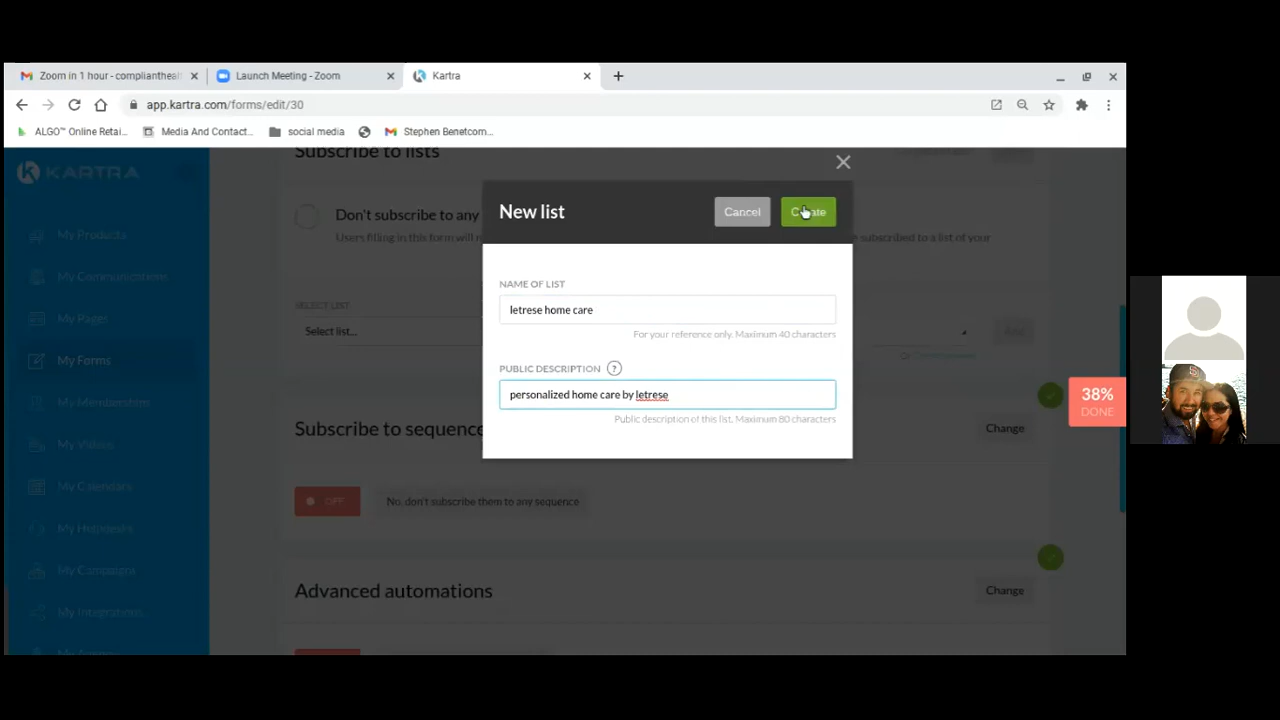 Zoom in 1 hour - compliantheal
Launch Meeting - Zoom
Kartra
app.kartra.com/forms/edit/30
ALGO™ Online Retai...
Media And Contact...
social media
Stephen Benetcom...
KARTRA
My Products
My Communications
My Pages
My Forms
My Membership
My Videos
My Calendars
My Helpdesks
My Campaigns
My Integrations
Subscribe to lists
Don't subscribe to any
Users filling in this form will
be subscribed to a list of your
SELECT LIST
Select list...
Add
New list
Cancel
Create
NAME OF LIST
letrese home care
For your reference only. Maximum 40 characters
PUBLIC DESCRIPTION ?
personalized home care by letrese
Public description of this list. Maximum 80 characters
38%
DONE
Subscribe to sequence
Change
OFF
No, don't subscribe them to any sequence
Advanced automations
Change